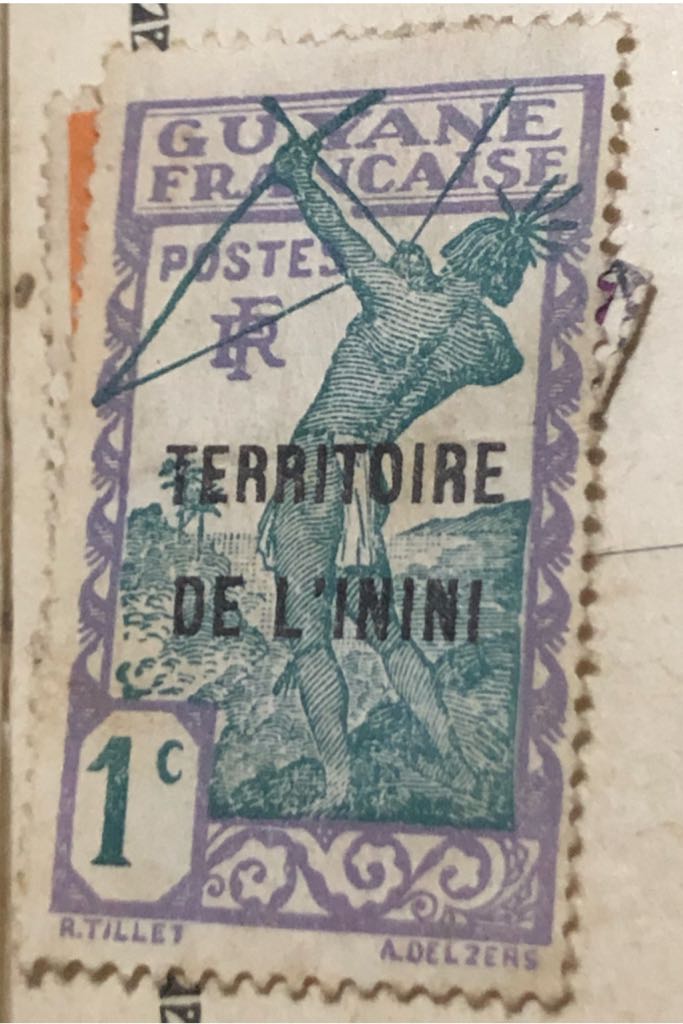 GUYANE
FRANÇAISE
POSTES
RF
TERRITOIRE
DE L'ININI
1c
R.TILLET
A.DELZERS